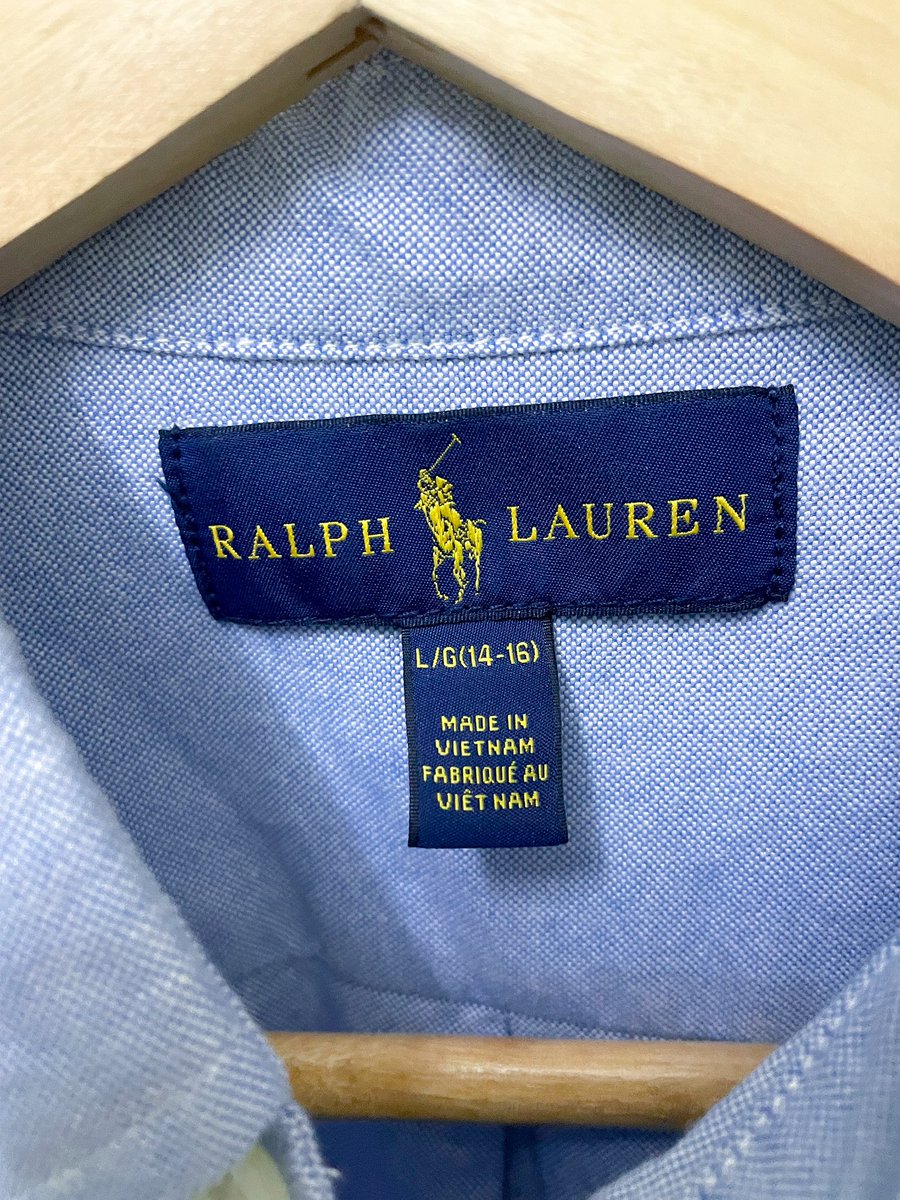 RALPH LAUREN
L/G(14-16)
MADE IN
VIETNAM
FABRIQUÉ AU
VIÊT NAM